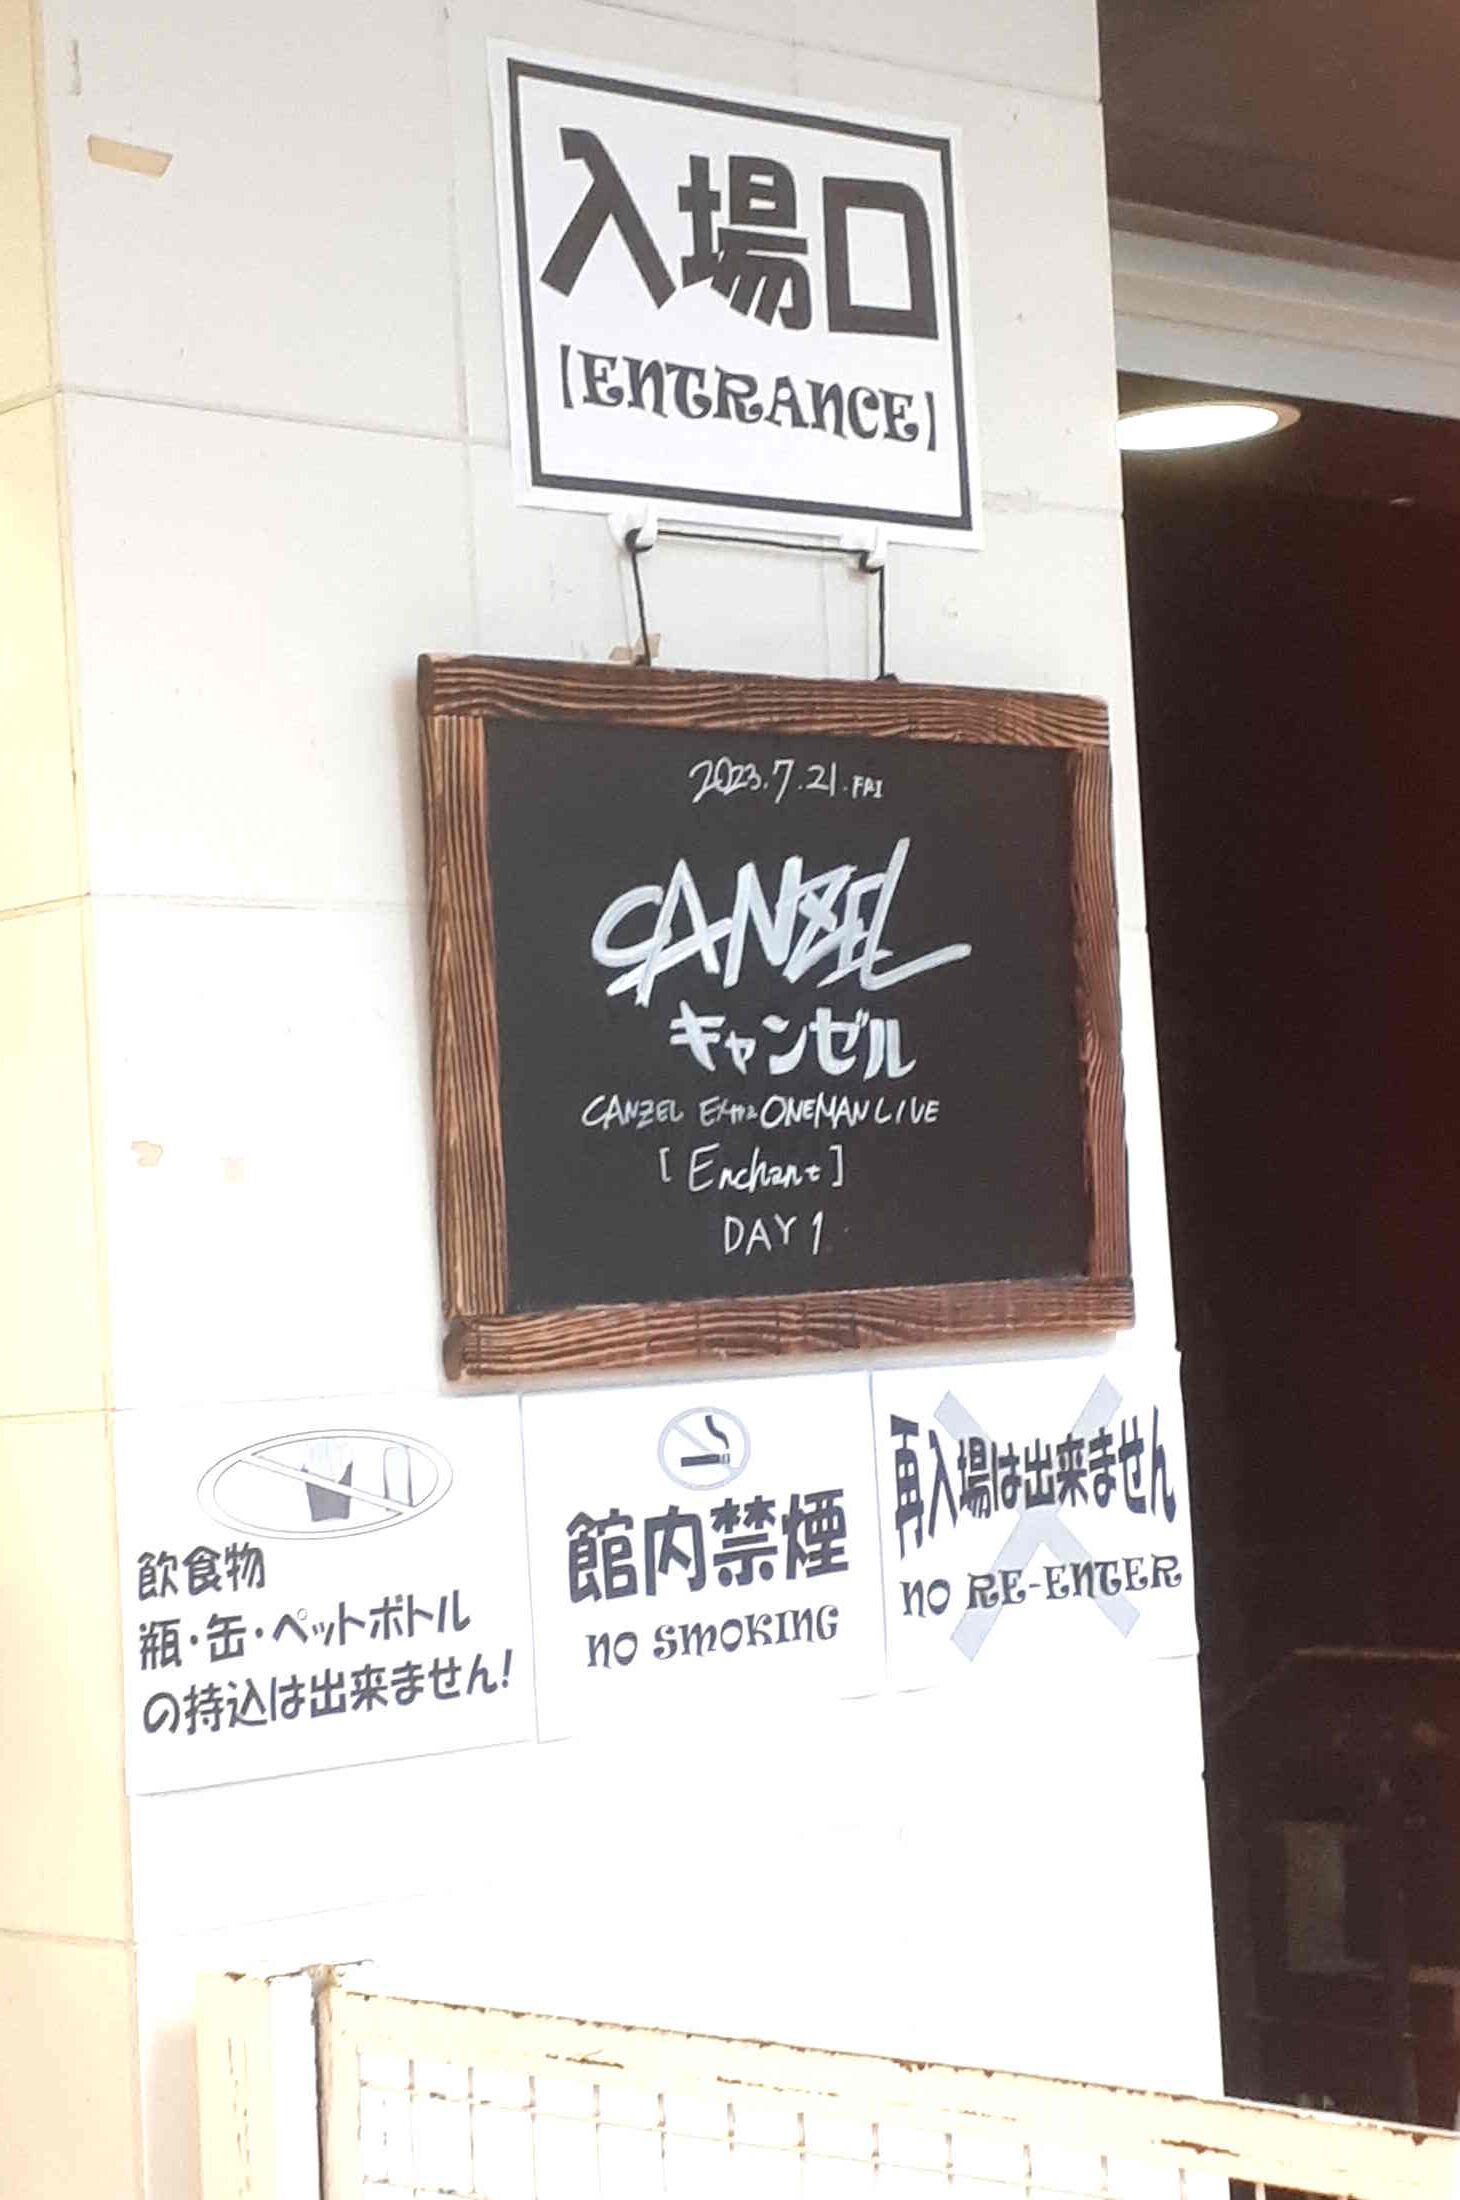 入場口
[ENTRANCE]
2023.7.21.FRI
CANZEL
キャンゼル
CANZEL Extra ONEMAN LIVE
[Enchant]
DAY 1
飲食物
瓶・缶・ペットボトル
の持込は出来ません!
館内禁煙
NO SMOKING
再入場は出来ません
NO RE-ENTER